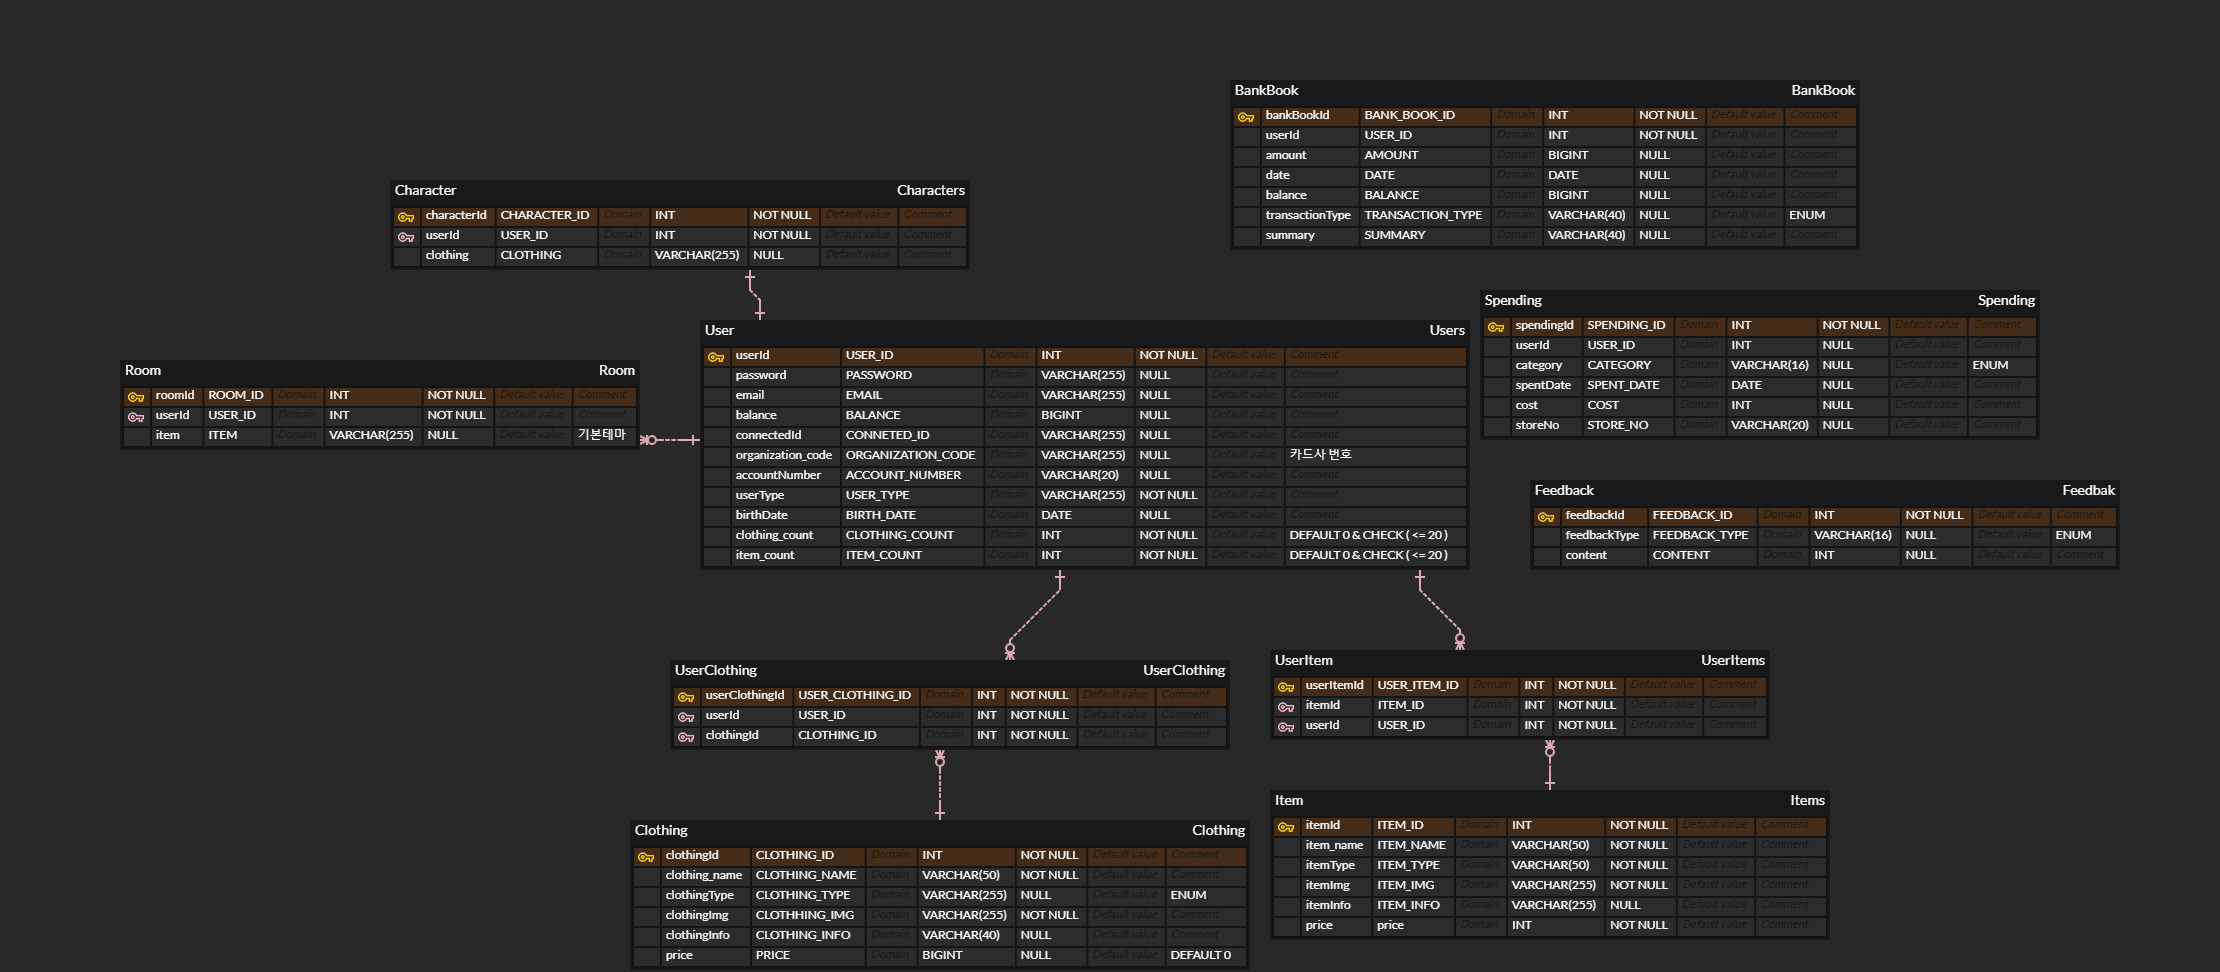 BankBook BankBook
bankBookId BANK_BOOK_ID Domain INT NOT NULL Default value Comment
userId USER_ID Domain INT NOT NULL Default value Comment
amount AMOUNT Domain BIGINT NULL Default value Comment
date DATE Domain DATE NULL Default value Comment
balance BALANCE Domain BIGINT NULL Default value Comment
transactionType TRANSACTION_TYPE Domain VARCHAR(40) NULL Default value ENUM
summary SUMMARY Domain VARCHAR(40) NULL Default value Comment
Character Characters
characterId CHARACTER_ID Domain INT NOT NULL Default value Comment
userId USER_ID Domain INT NOT NULL Default value Comment
clothing CLOTHING Domain VARCHAR(255) NULL Default value Comment
Spending Spending
spendingId SPENDING_ID Domain INT NOT NULL Default value Comment
userId USER_ID Domain INT NULL Default value Comment
category CATEGORY Domain VARCHAR(16) NULL Default value ENUM
spentDate SPENT_DATE Domain DATE NULL Default value Comment
cost COST Domain INT NULL Default value Comment
storeNo STORE_NO Domain VARCHAR(20) NULL Default value Comment
User Users
userId USER_ID Domain INT NOT NULL Default value Comment
password PASSWORD Domain VARCHAR(255) NULL Default value Comment
email EMAIL Domain VARCHAR(255) NULL Default value Comment
balance BALANCE Domain BIGINT NULL Default value Comment
connectedId CONNETED_ID Domain VARCHAR(255) NULL Default value Comment
organization_code ORGANIZATION_CODE Domain VARCHAR(255) NULL Default value 카드사 번호
accountNumber ACCOUNT_NUMBER Domain VARCHAR(20) NULL Default value Comment
userType USER_TYPE Domain VARCHAR(255) NOT NULL Default value Comment
birthDate BIRTH_DATE Domain DATE NULL Default value Comment
clothing_count CLOTHING_COUNT Domain INT NOT NULL Default value DEFAULT 0 & CHECK ( <= 20 )
item_count ITEM_COUNT Domain INT NOT NULL Default value DEFAULT 0 & CHECK ( <= 20 )
Room Room
roomId ROOM_ID Domain INT NOT NULL Default value Comment
userId USER_ID Domain INT NOT NULL Default value Comment
item ITEM Domain VARCHAR(255) NULL Default value 기본테마
Feedback Feedbak
feedbackId FEEDBACK_ID Domain INT NOT NULL Default value Comment
feedbackType FEEDBACK_TYPE Domain VARCHAR(16) NULL Default value ENUM
content CONTENT Domain INT NULL Default value Comment
UserClothing UserClothing
userClothingId USER_CLOTHING_ID Domain INT NOT NULL Default value Comment
userId USER_ID Domain INT NOT NULL Default value Comment
clothingId CLOTHING_ID Domain INT NOT NULL Default value Comment
UserItem UserItems
userItemId USER_ITEM_ID Domain INT NOT NULL Default value Comment
itemId ITEM_ID Domain INT NOT NULL Default value Comment
userId USER_ID Domain INT NOT NULL Default value Comment
Clothing Clothing
clothingId CLOTHING_ID Domain INT NOT NULL Default value Comment
clothing_name CLOTHING_NAME Domain VARCHAR(50) NOT NULL Default value Comment
clothingType CLOTHING_TYPE Domain VARCHAR(255) NULL Default value ENUM
clothingImg CLOTHHING_IMG Domain VARCHAR(255) NOT NULL Default value Comment
clothingInfo CLOTHING_INFO Domain VARCHAR(40) NULL Default value Comment
price PRICE Domain BIGINT NULL Default value DEFAULT 0
Item Items
itemId ITEM_ID Domain INT NOT NULL Default value Comment
item_name ITEM_NAME Domain VARCHAR(50) NOT NULL Default value Comment
itemType ITEM_TYPE Domain VARCHAR(50) NOT NULL Default value Comment
itemImg ITEM_IMG Domain VARCHAR(255) NOT NULL Default value Comment
itemInfo ITEM_INFO Domain VARCHAR(255) NULL Default value Comment
price price Domain INT NOT NULL Default value Comment